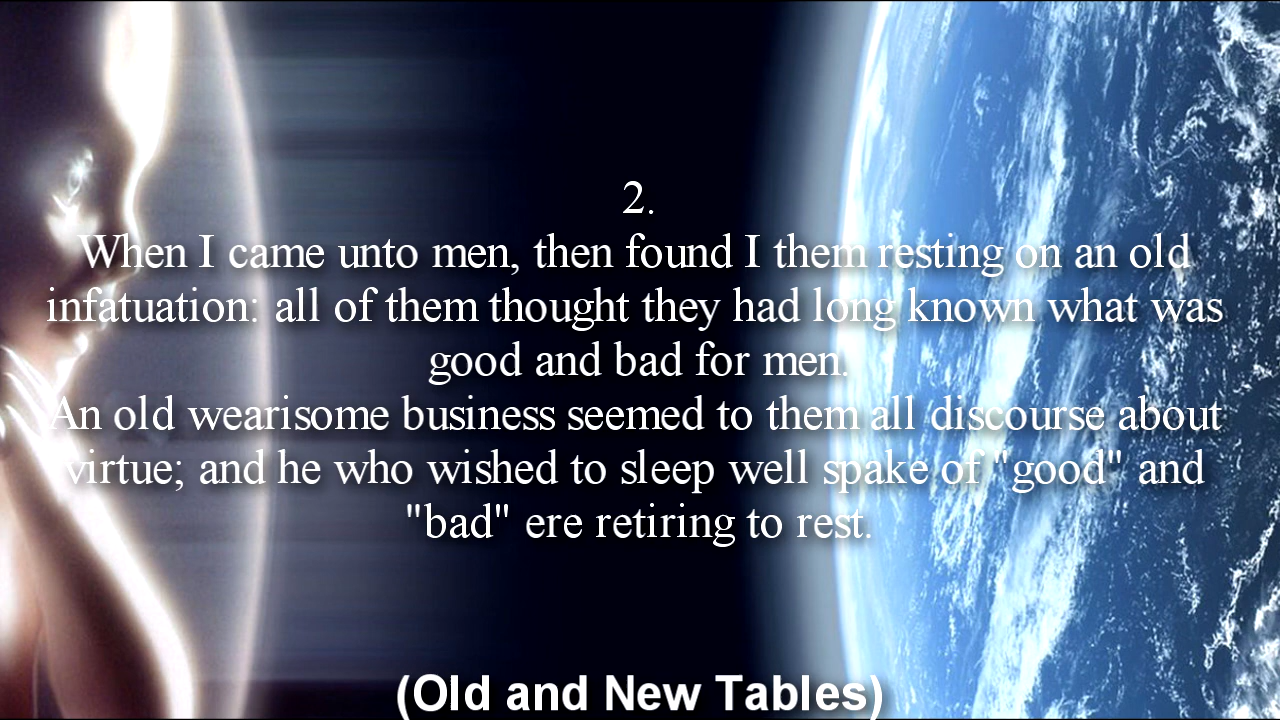 2.
When I came unto men, then found I them resting on an old
infatuation: all of them thought they had long known what was
good and bad for men.
An old wearisome business seemed to them all discourse about
virtue; and he who wished to sleep well spake of "good" and
"bad" ere retiring to rest.
(Old and New Tables)